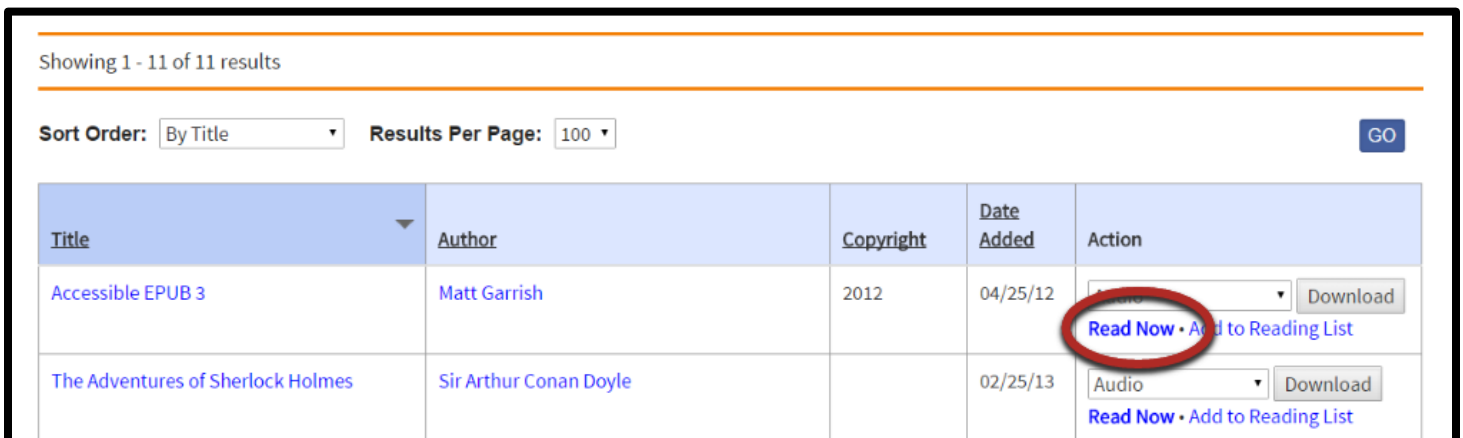 Showing 1 - 11 of 11 results
Sort Order: By Title Results Per Page: 100 GO
Title Author Copyright Date Added Action
Accessible EPUB 3 Matt Garrish 2012 04/25/12 Audio Download
Read Now • Add to Reading List
The Adventures of Sherlock Holmes Sir Arthur Conan Doyle 02/25/13 Audio Download
Read Now • Add to Reading List